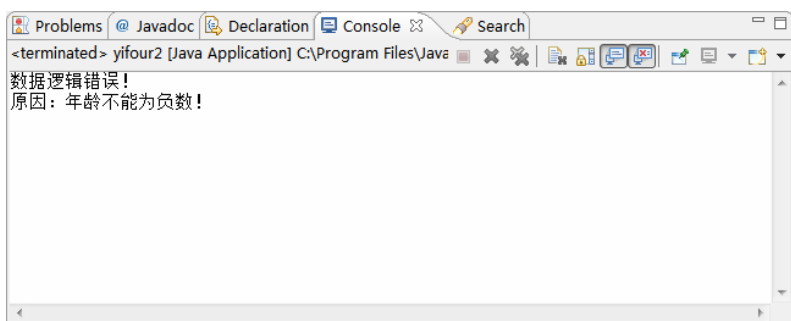 Problems @ Javadoc Declaration Console Search
<terminated> yifour2 [Java Application] C:\Program Files\Java
数据逻辑错误!
原因：年龄不能为负数!